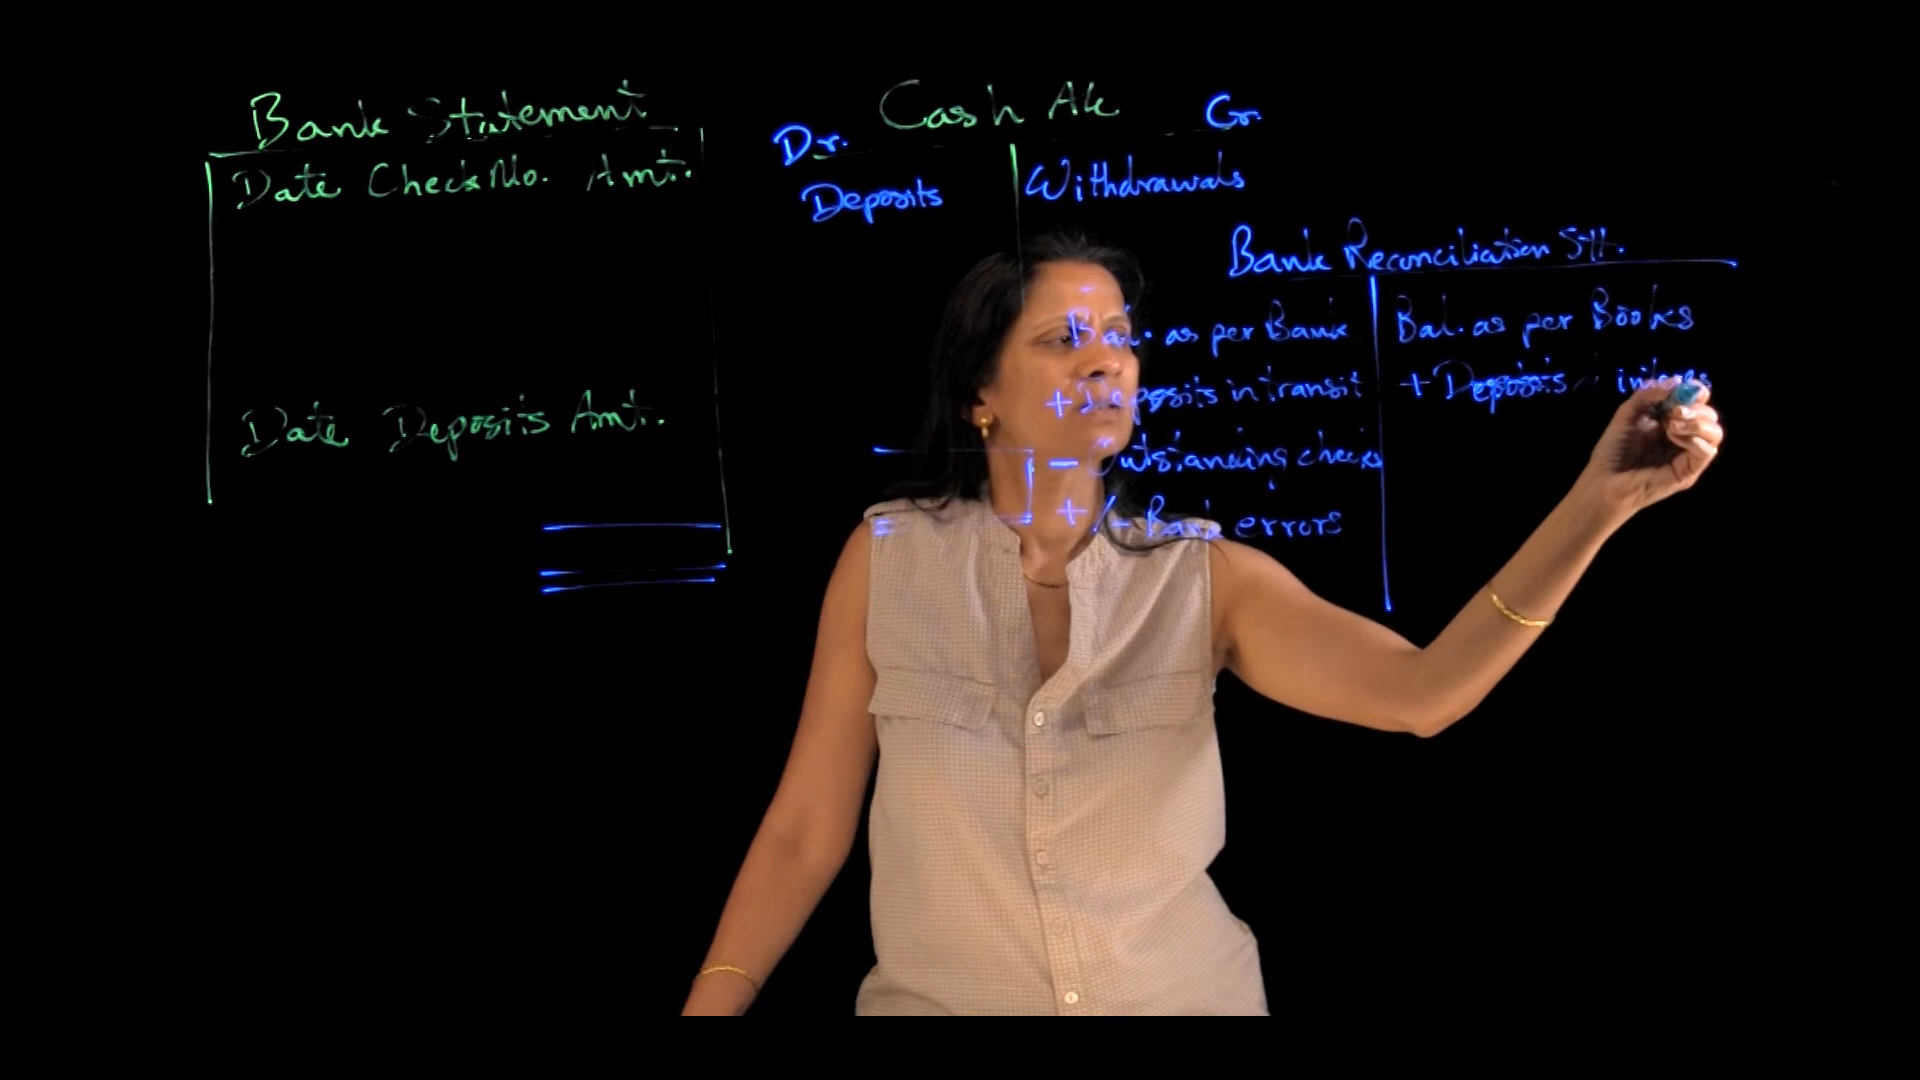 Bank Statement
Date Check No. Amt.
Date Deposits Amt.
Cash A/c
Dr.
Cr.
Deposits
Withdrawals
Bank Reconciliation Stt.
Bal. as per Bank
+ Deposits in transit
- Outstanding checks
+/- Bank errors
Bal. as per Books
+ Deposits /